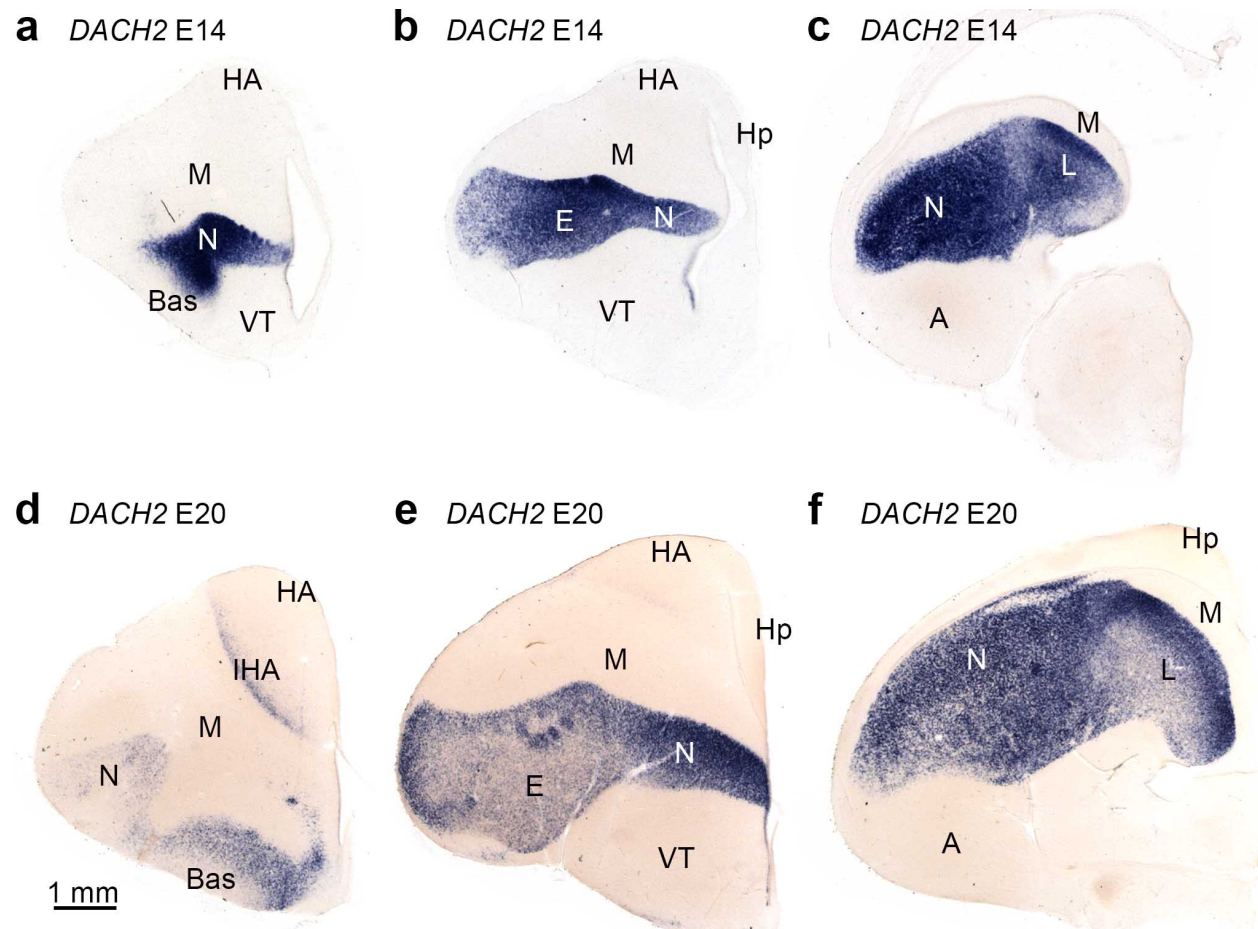 a DACH2 E14
HA
M
N
Bas
VT
b DACH2 E14
HA
Hp
M
E
N
VT
c DACH2 E14
M
L
N
A
d DACH2 E20
HA
IHA
M
N
Bas
1 mm
e DACH2 E20
HA
Hp
M
N
E
VT
f DACH2 E20
Hp
M
N
L
A